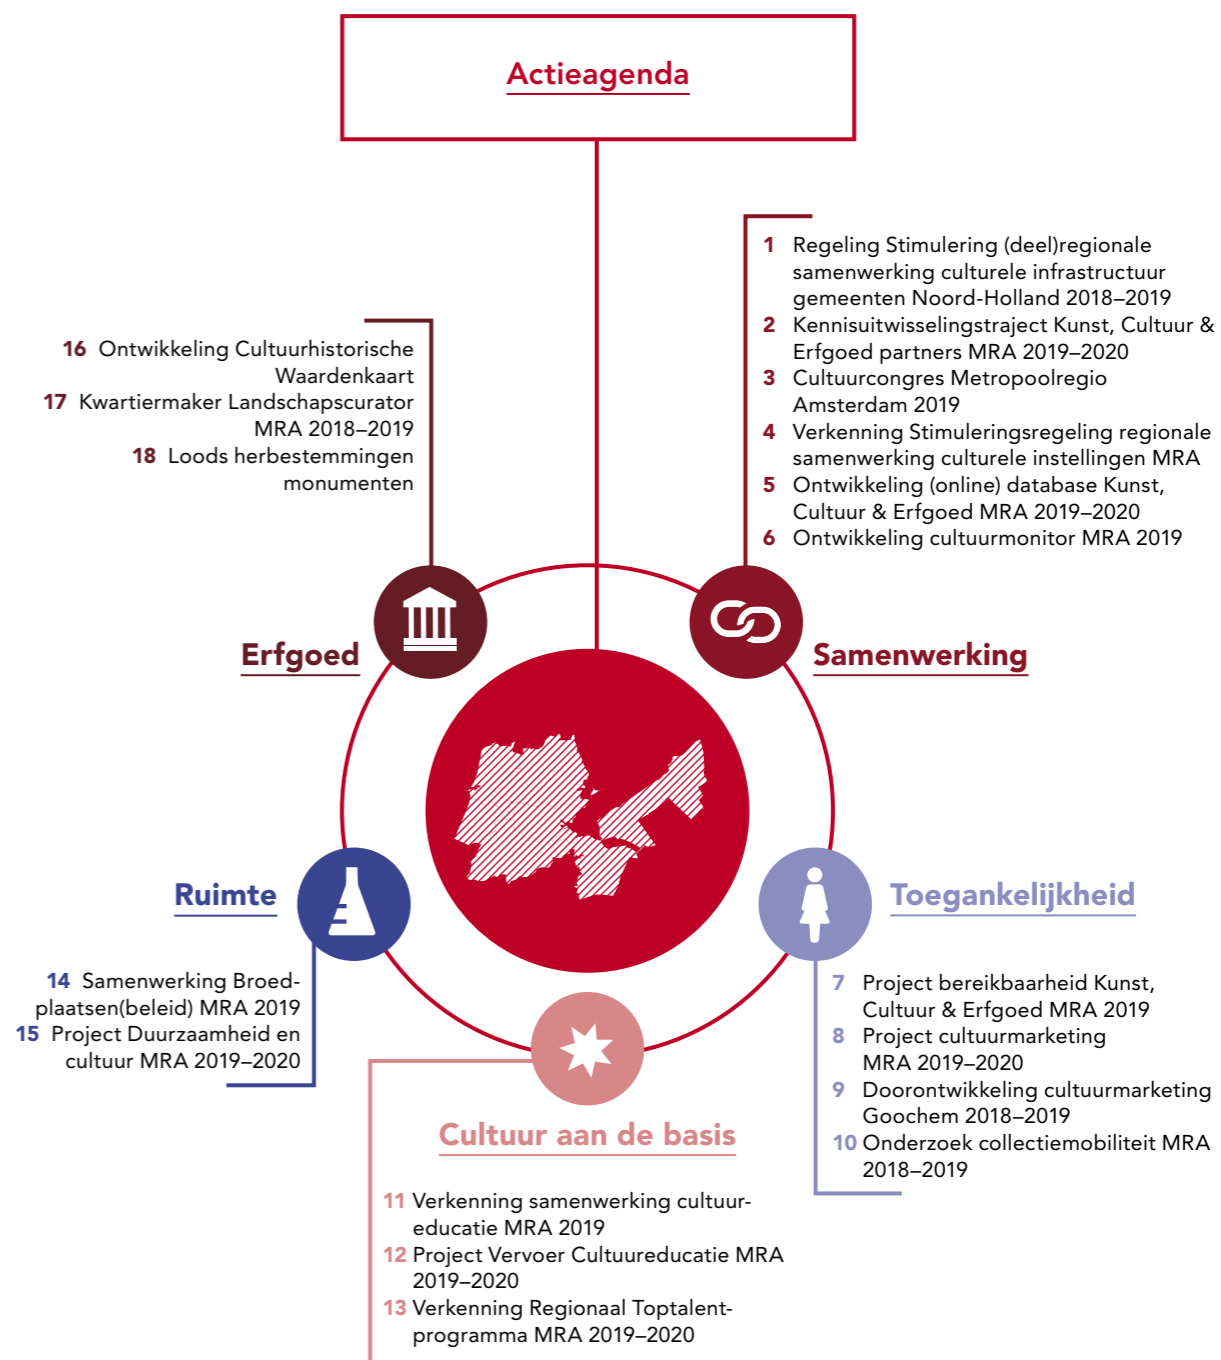 Actieagenda
1 Regeling Stimulering (deel)regionale
samenwerking culturele infrastructuur
gemeenten Noord-Holland 2018–2019
2 Kennisuitwisselingstraject Kunst, Cultuur &
Erfgoed partners MRA 2019–2020
3 Cultuurcongres Metropoolregio
Amsterdam 2019
4 Verkenning Stimuleringsregeling regionale
samenwerking culturele instellingen MRA
5 Ontwikkeling (online) database Kunst,
Cultuur & Erfgoed MRA 2019–2020
6 Ontwikkeling cultuurmonitor MRA 2019
16 Ontwikkeling Cultuurhistorische
Waardenkaart
17 Kwartiermaker Landschapscurator
MRA 2018–2019
18 Loods herbestemmingen
monumenten
Erfgoed
Samenwerking
Ruimte
Toegankelijkheid
14 Samenwerking Broed-
plaatsen(beleid) MRA 2019
15 Project Duurzaamheid en
cultuur MRA 2019–2020
7 Project bereikbaarheid Kunst,
Cultuur & Erfgoed MRA 2019
8 Project cultuurmarketing
MRA 2019–2020
9 Doorontwikkeling cultuurmarketing
Goochem 2018–2019
10 Onderzoek collectiemobiliteit MRA
2018–2019
Cultuur aan de basis
11 Verkenning samenwerking cultuur-
educatie MRA 2019
12 Project Vervoer Cultuureducatie MRA
2019–2020
13 Verkenning Regionaal Toptalent-
programma MRA 2019–2020